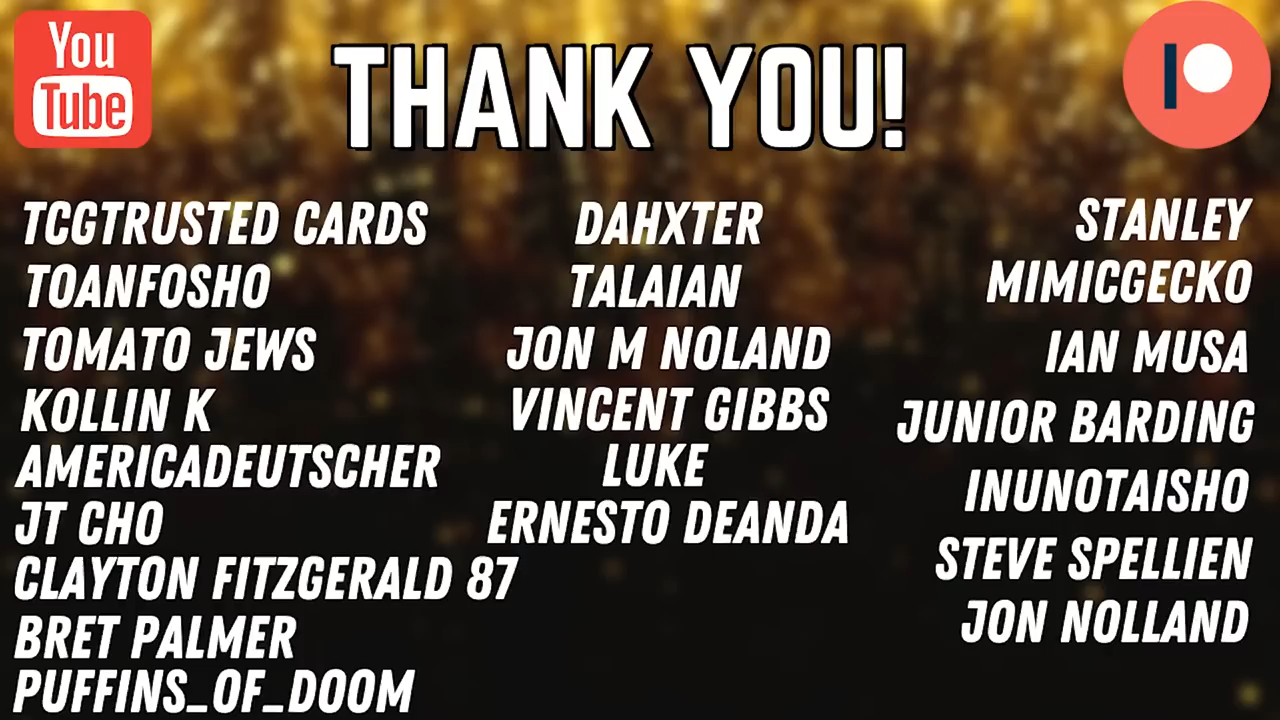 You
Tube
THANK YOU!
TCGTRUSTED CARDS
TOANFOSHO
TOMATO JEWS
KOLLIN K
AMERICADEUTSCHER
JT CHO
CLAYTON FITZGERALD 87
BRET PALMER
PUFFINS_OF_DOOM
DAHXTER
TALAIAN
JON M NOLAND
VINCENT GIBBS
LUKE
ERNESTO DEANDA
STANLEY
MIMICGECKO
IAN MUSA
JUNIOR BARDING
INUNOTAISHO
STEVE SPELLIEN
JON NOLLAND